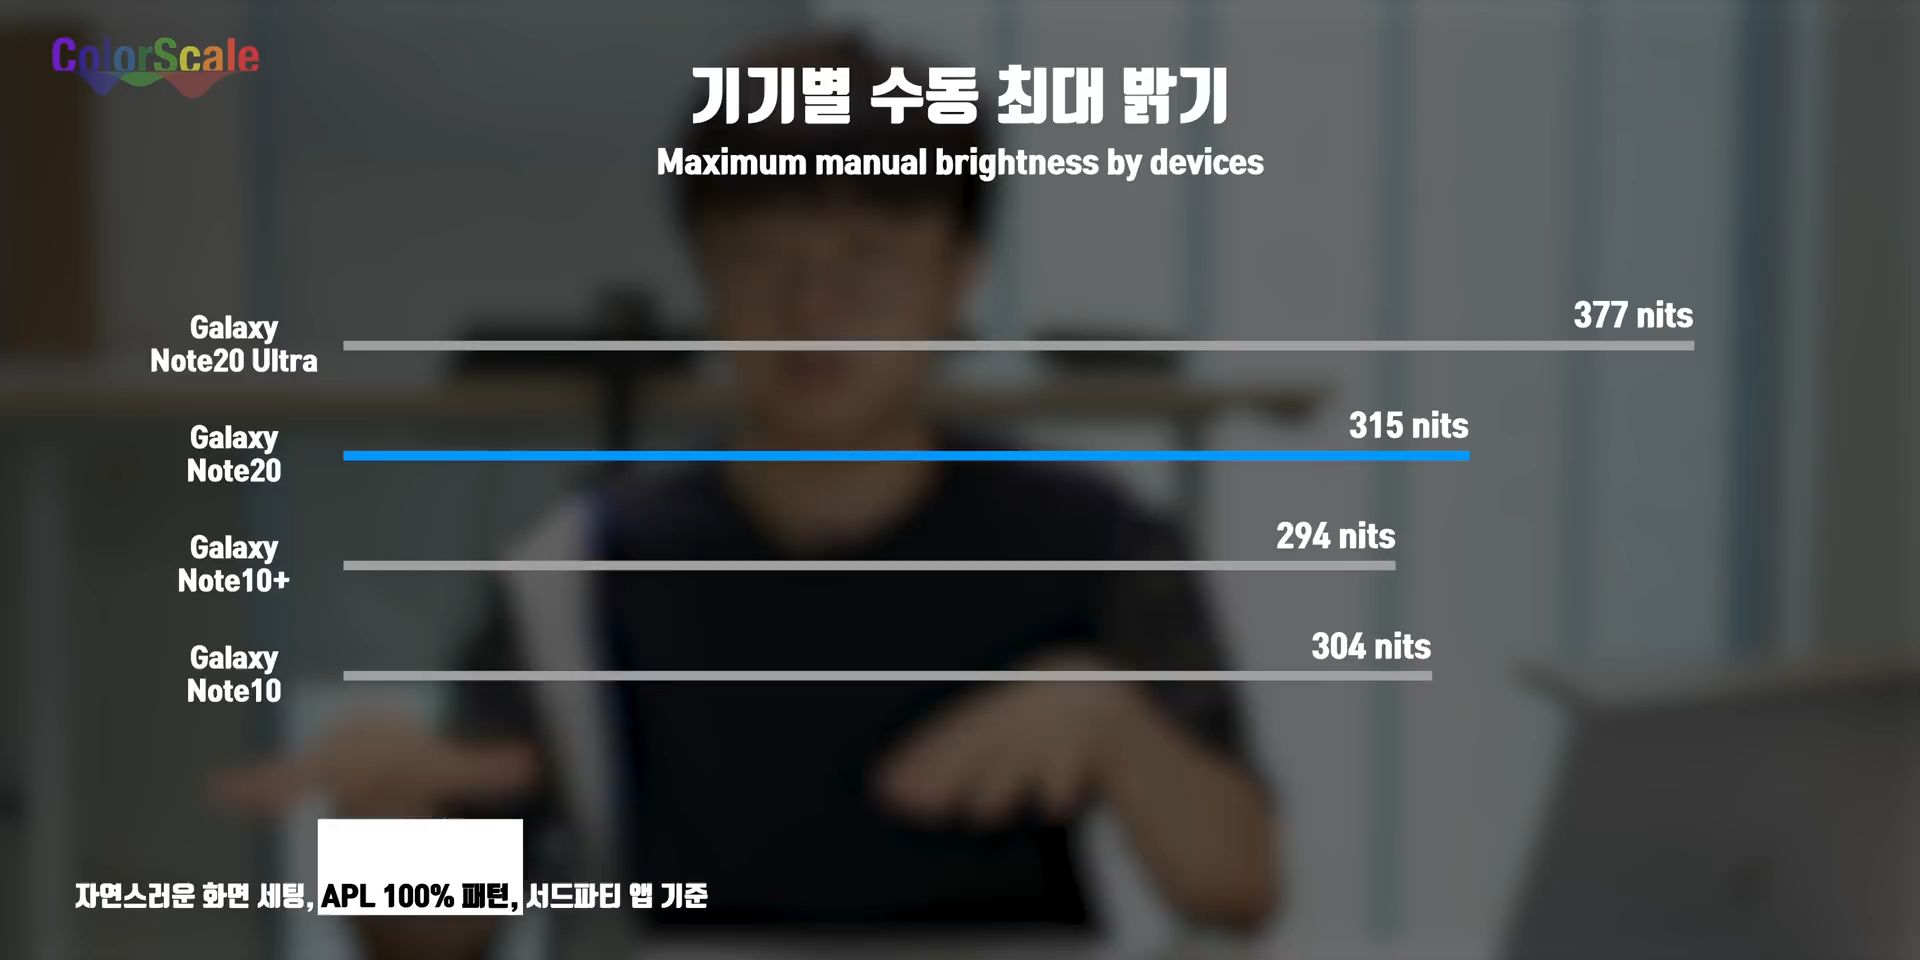 ColorScale
기기별 수동 최대 밝기
Maximum manual brightness by devices
377 nits
Galaxy
Note20 Ultra
315 nits
Galaxy
Note20
294 nits
Galaxy
Note10+
304 nits
Galaxy
Note10
자연스러운 화면 세팅, APL 100% 패턴, 서드파티 앱 기준